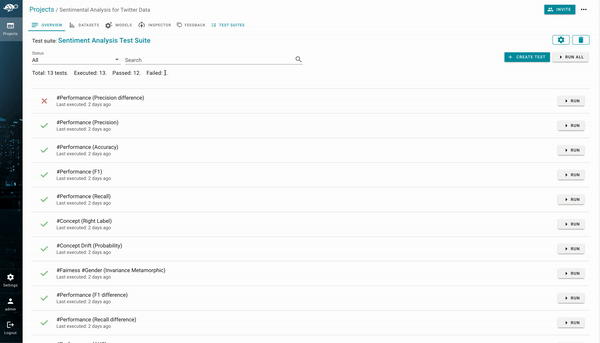 Projects / Sentimental Analysis for Twitter Data
INVITE
OVERVIEW DATASETS MODELS INSPECTOR FEEDBACK TEST SUITES
Projects
Test suite: Sentiment Analysis Test Suite
Status
All
Search
CREATE TEST
RUN ALL
Total: 13 tests. Executed: 13. Passed: 12. Failed: 1.
#Performance (Precision difference)
Last executed: 2 days ago
RUN
#Performance (Precision)
Last executed: 2 days ago
RUN
#Performance (Accuracy)
Last executed: 2 days ago
RUN
#Performance (F1)
Last executed: 2 days ago
RUN
#Performance (Recall)
Last executed: 2 days ago
RUN
#Concept (Right Label)
Last executed: 2 days ago
RUN
#Concept Drift (Probability)
Last executed: 2 days ago
RUN
#Fairness #Gender (Invariance Metamorphic)
Last executed: 2 days ago
RUN
#Performance (F1 difference)
Last executed: 2 days ago
RUN
#Performance (Recall difference)
Last executed: 2 days ago
RUN
Settings
admin
Logout